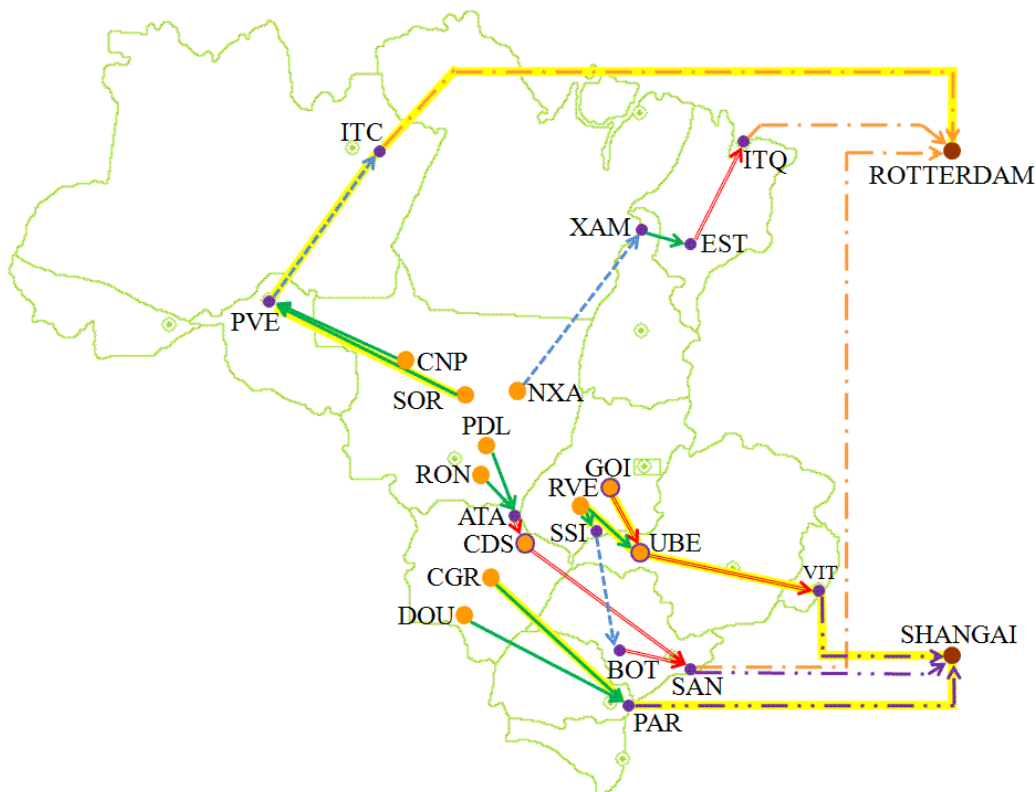 ITC
ITQ
ROTTERDAM
XAM
EST
PVE
CNP
SOR
NXA
PDL
RON
GOI
RVE
ATA
SSI
CDS
UBE
CGR
VIT
DOU
SHANGAI
BOT
SAN
PAR